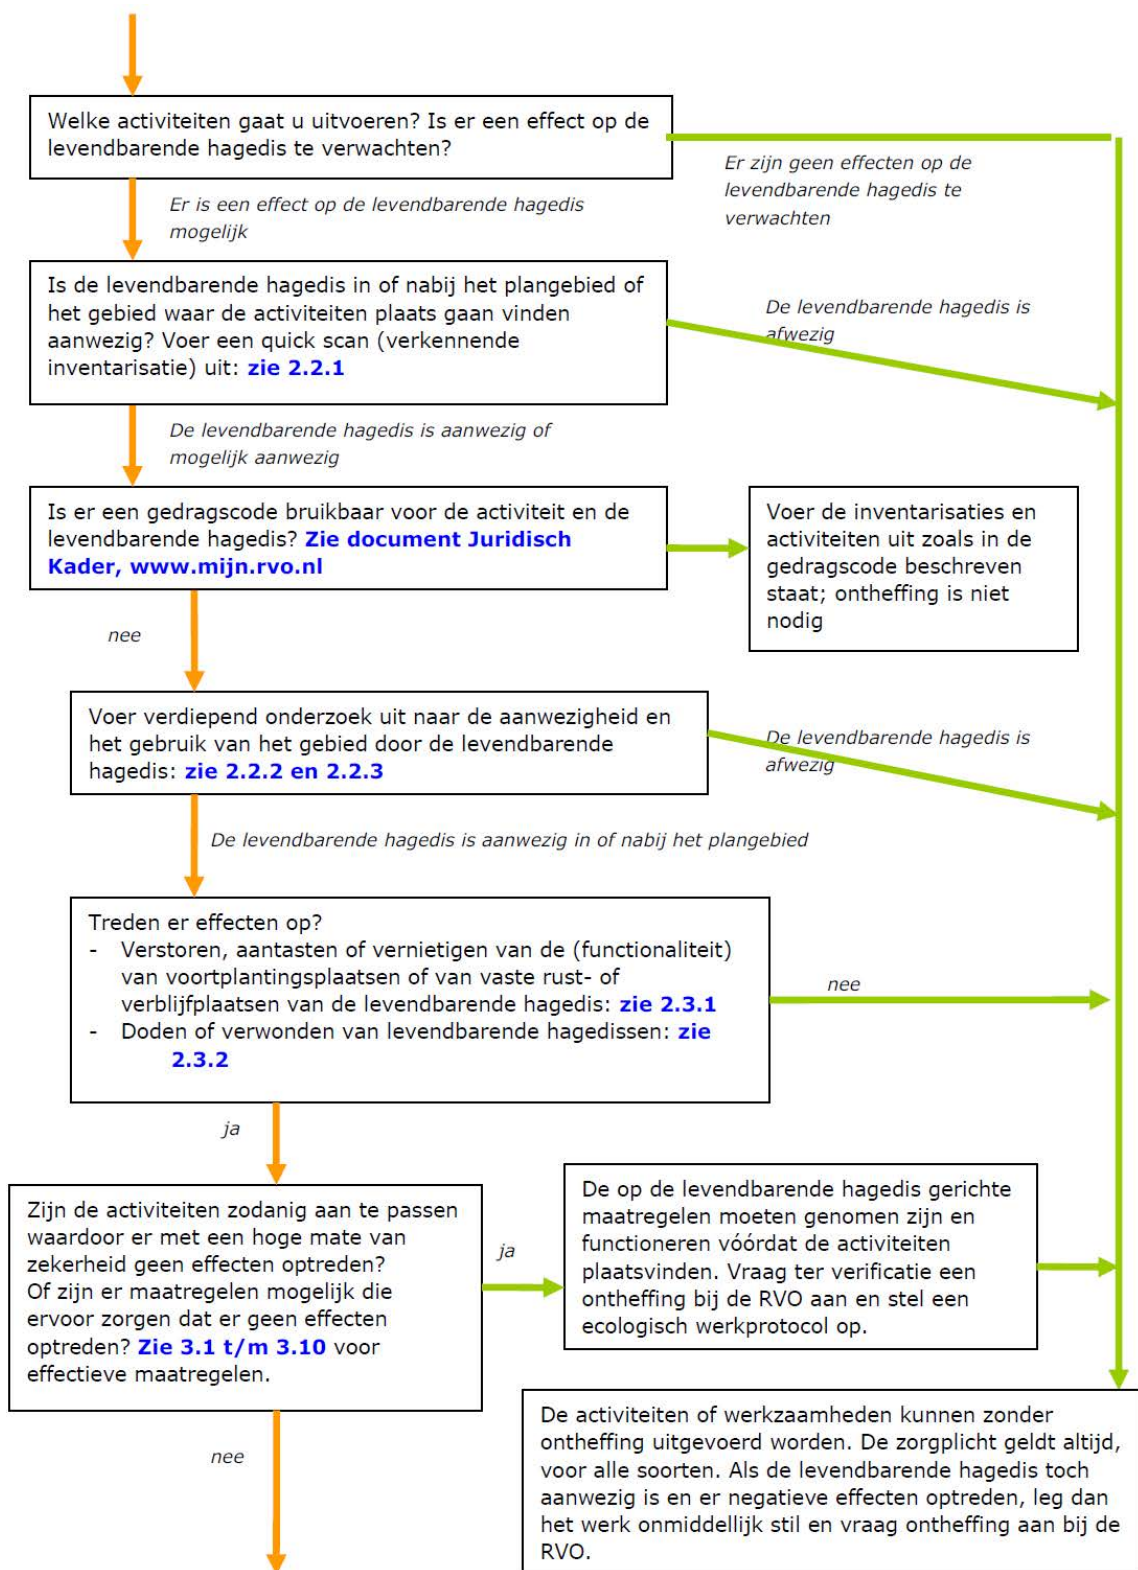 Welke activiteiten gaat u uitvoeren? Is er een effect op de
levendbarende hagedis te verwachten?
Er zijn geen effecten op de
levendbarende hagedis te
verwachten
Er is een effect op de levendbarende hagedis
mogelijk
Is de levendbarende hagedis in of nabij het plangebied of
het gebied waar de activiteiten plaats gaan vinden
aanwezig? Voer een quick scan (verkennende
inventarisatie) uit: zie 2.2.1
De levendbarende hagedis is
afwezig
De levendbarende hagedis is aanwezig of
mogelijk aanwezig
Is er een gedragscode bruikbaar voor de activiteit en de
levendbarende hagedis? Zie document Juridisch
Kader, www.mijn.rvo.nl
Voer de inventarisaties en
activiteiten uit zoals in de
gedragscode beschreven
staat; ontheffing is niet
nodig
nee
Voer verdiepend onderzoek uit naar de aanwezigheid en
het gebruik van het gebied door de levendbarende
hagedis: zie 2.2.2 en 2.2.3
De levendbarende hagedis is
afwezig
De levendbarende hagedis is aanwezig in of nabij het plangebied
Treden er effecten op?
- Verstoren, aantasten of vernietigen van de (functionaliteit)
van voortplantingsplaatsen of van vaste rust- of
verblijfplaatsen van de levendbarende hagedis: zie 2.3.1
- Doden of verwonden van levendbarende hagedissen: zie
2.3.2
nee
ja
Zijn de activiteiten zodanig aan te passen
waardoor er met een hoge mate van
zekerheid geen effecten optreden?
Of zijn er maatregelen mogelijk die
ervoor zorgen dat er geen effecten
optreden? Zie 3.1 t/m 3.10 voor
effectieve maatregelen.
ja
De op de levendbarende hagedis gerichte
maatregelen moeten genomen zijn en
functioneren vóórdat de activiteiten
plaatsvinden. Vraag ter verificatie een
ontheffing bij de RVO aan en stel een
ecologisch werkprotocol op.
nee
De activiteiten of werkzaamheden kunnen zonder
ontheffing uitgevoerd worden. De zorgplicht geldt altijd,
voor alle soorten. Als de levendbarende hagedis toch
aanwezig is en er negatieve effecten optreden, leg dan
het werk onmiddellijk stil en vraag ontheffing aan bij de
RVO.